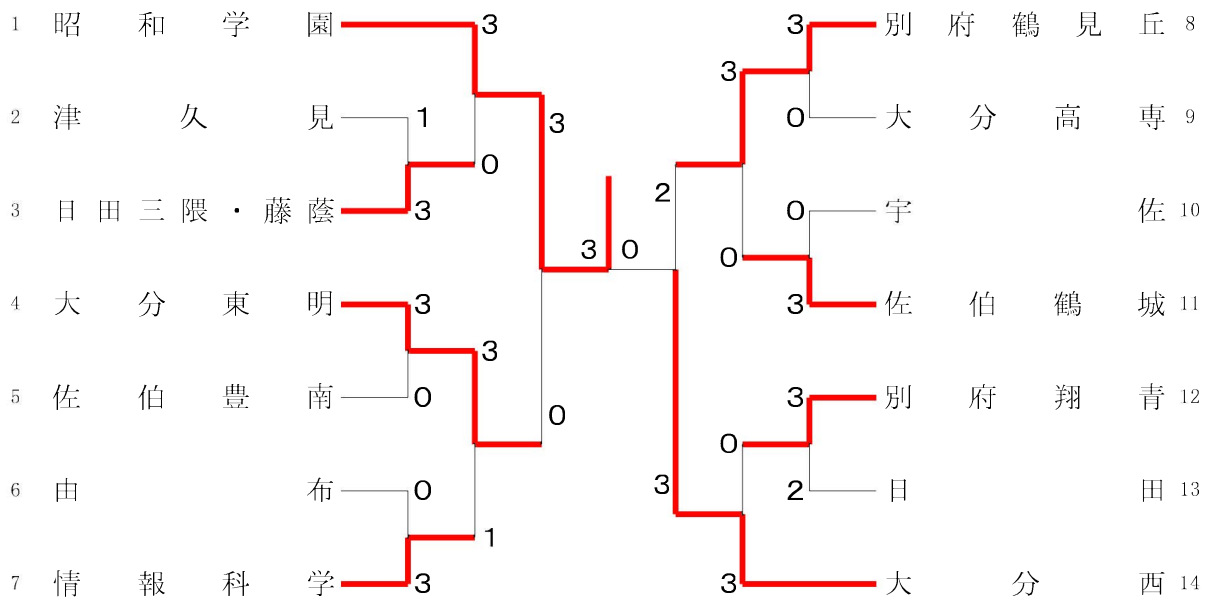 1 昭和学園 3 3 別府鶴見丘 8
3
2 津久見 1 3 0 大分高専 9
0 2
3 日田三隈・藤蔭 3 0 宇佐 10
3 0 0
4 大分東明 3 3 佐伯鶴城 11
3
5 佐伯豊南 0 0 3 別府翔青 12
0
6 由布 0 3 2 日田 13
1
7 情報科学 3 3 大分西 14